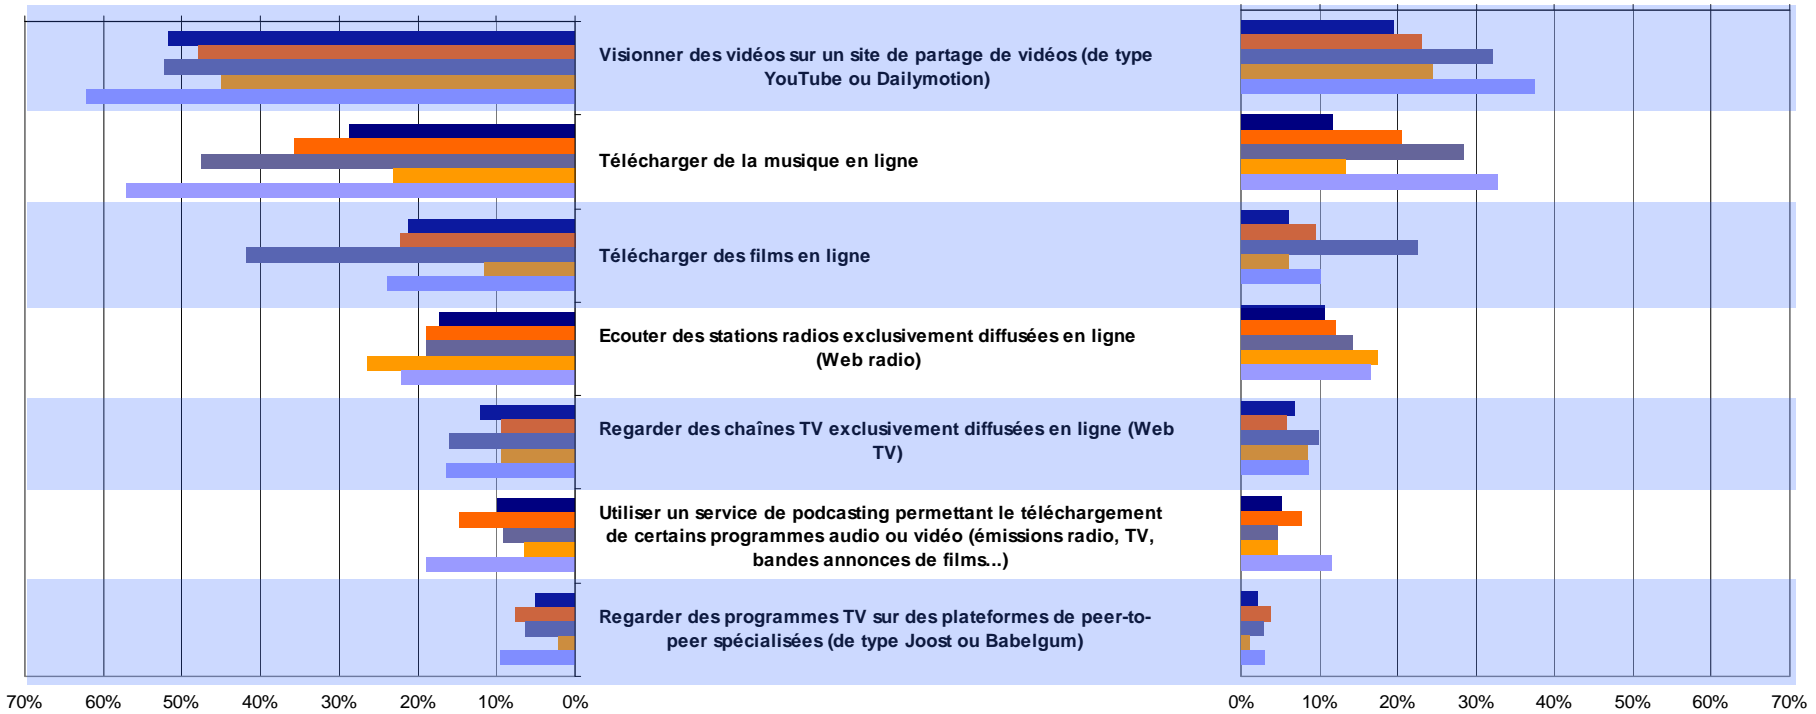 Visionner des vidéos sur un site de partage de vidéos (de type
YouTube ou Dailymotion)
Télécharger de la musique en ligne
Télécharger des films en ligne
Ecouter des stations radios exclusivement diffusées en ligne
(Web radio)
Regarder des chaînes TV exclusivement diffusées en ligne (Web
TV)
Utiliser un service de podcasting permettant le téléchargement
de certains programmes audio ou vidéo (émissions radio, TV,
bandes annonces de films...)
Regarder des programmes TV sur des plateformes de peer-to-
peer spécialisées (de type Joost ou Babelgum)
70% 60% 50% 40% 30% 20% 10% 0%
0% 10% 20% 30% 40% 50% 60% 70%